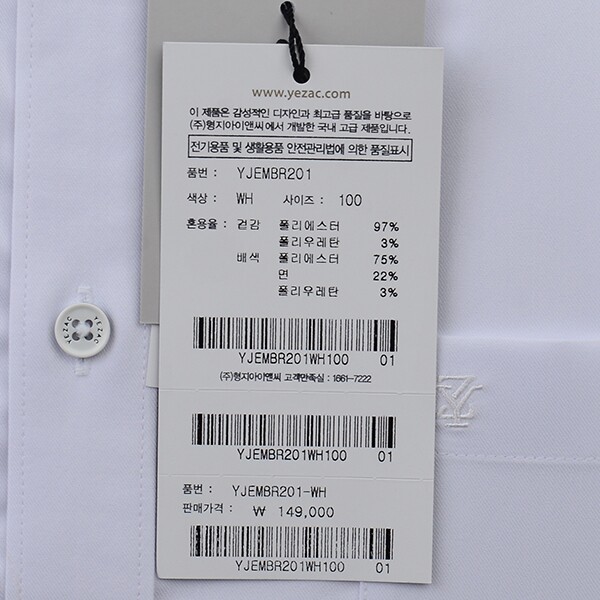 www.yezac.com
이 제품은 감성적인 디자인과 최고급 품질을 바탕으로
(주)형지아이앤씨에서 개발한 국내 고급 제품입니다.
전기용품 및 생활용품 안전관리법에 의한 품질표시
품번 : YJEMBR201
색상 : WH 사이즈 : 100
혼용율 : 겉감 폴리에스터 97%
폴리우레탄 3%
배색 폴리에스터 75%
면 22%
폴리우레탄 3%
YJEMBR201WH100 01
(주)형지아이앤씨 고객만족실 : 1661-7222
YJEMBR201WH100 01
품번 : YJEMBR201-WH
판매가격 : ₩ 149,000
YJEMBR201WH100 01
YEZAC
YEZAC